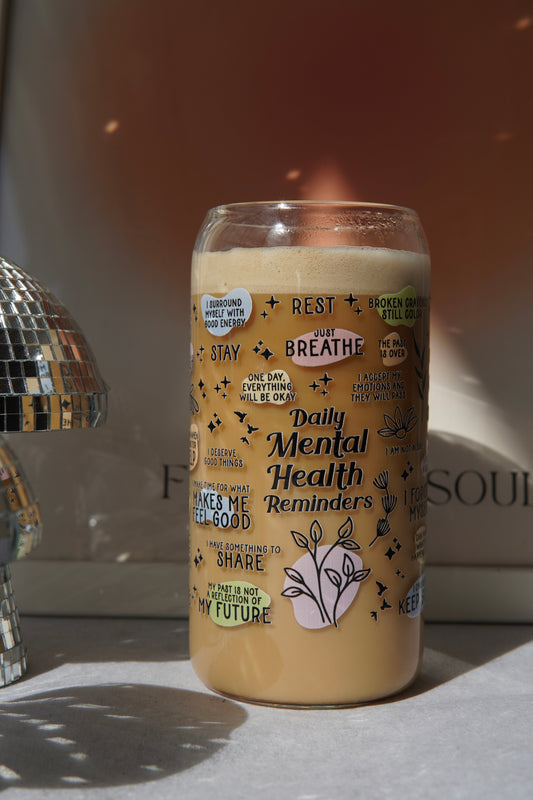 I SURROUND
MYSELF WITH
GOOD ENERGY
REST
BROKEN
STILL COLOR
STAY
JUST
BREATHE
THE PAST
IS OVER
ONE DAY,
EVERYTHING
WILL BE OKAY
I ACCEPT MY
EMOTIONS AND
THEY WILL PASS
Daily
Mental
Health
Reminders
I DESERVE
GOOD THINGS
I AM NOT
MAKE TIME FOR WHAT
MAKES ME
FEEL GOOD
I HAVE SOMETHING TO
SHARE
MY PAST IS NOT
A REFLECTION OF
MY FUTURE
KEEP
F
SOUL